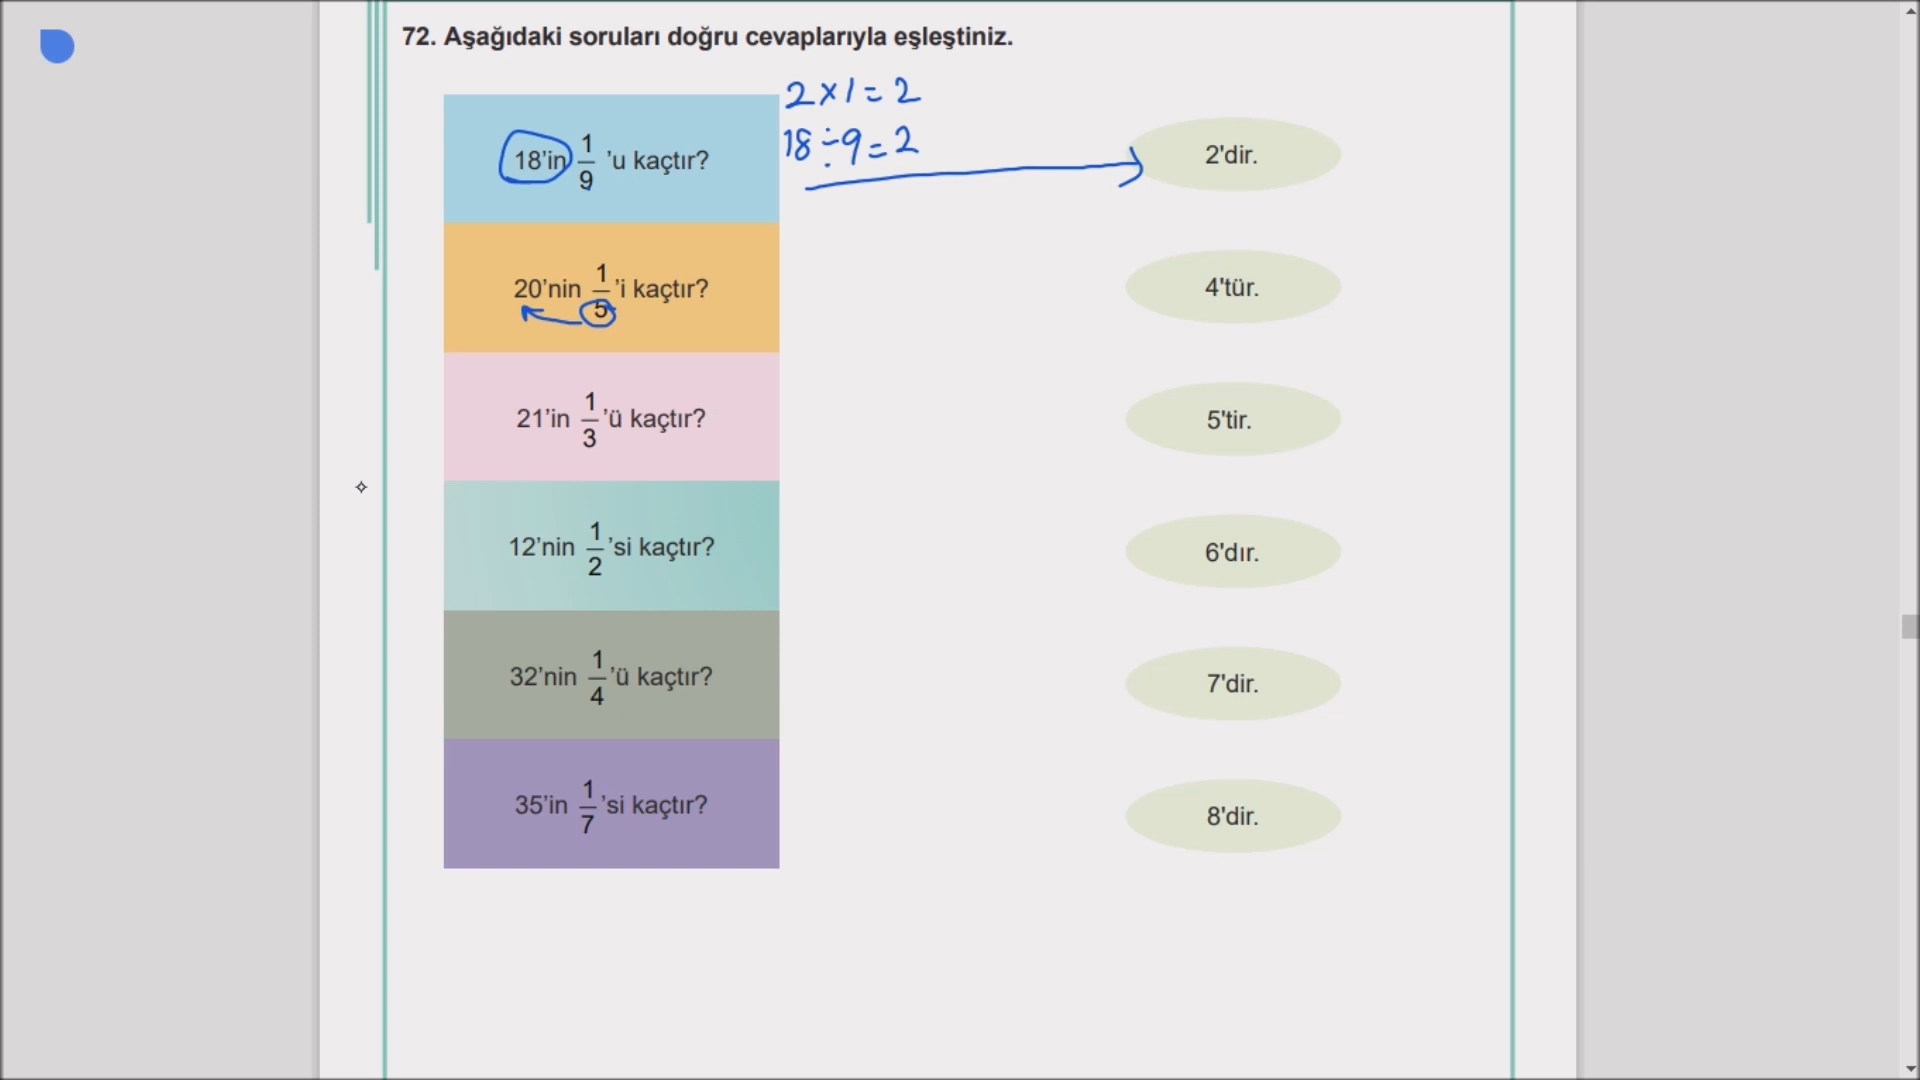 72. Aşağıdaki soruları doğru cevaplarıyla eşleştiniz.
2 x 1 = 2
18 ÷ 9 = 2
18'in 1/9 'u kaçtır?
2'dir.
20'nin 1/5 'i kaçtır?
4'tür.
21'in 1/3 'ü kaçtır?
5'tir.
12'nin 1/2 'si kaçtır?
6'dır.
32'nin 1/4 'ü kaçtır?
7'dir.
35'in 1/7 'si kaçtır?
8'dir.